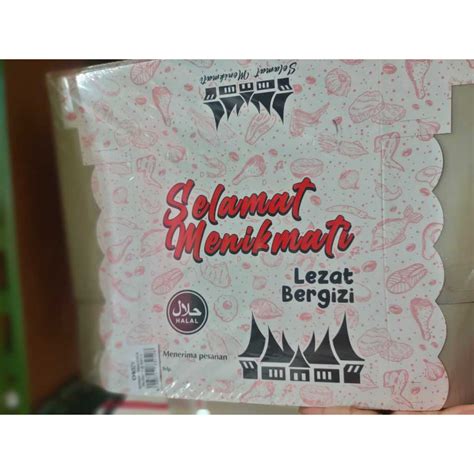 Selamat Menikmati
Selamat
Menikmati
Lezat
Bergizi
حلال
HALAL
Menerima pesanan